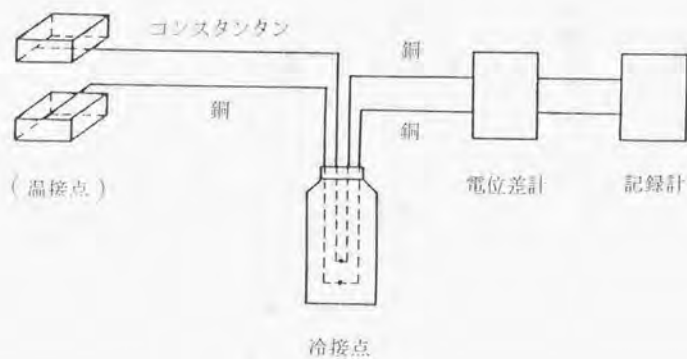 コンスタンタン
銅
銅
銅
(温接点)
電位差計
記録計
冷接点